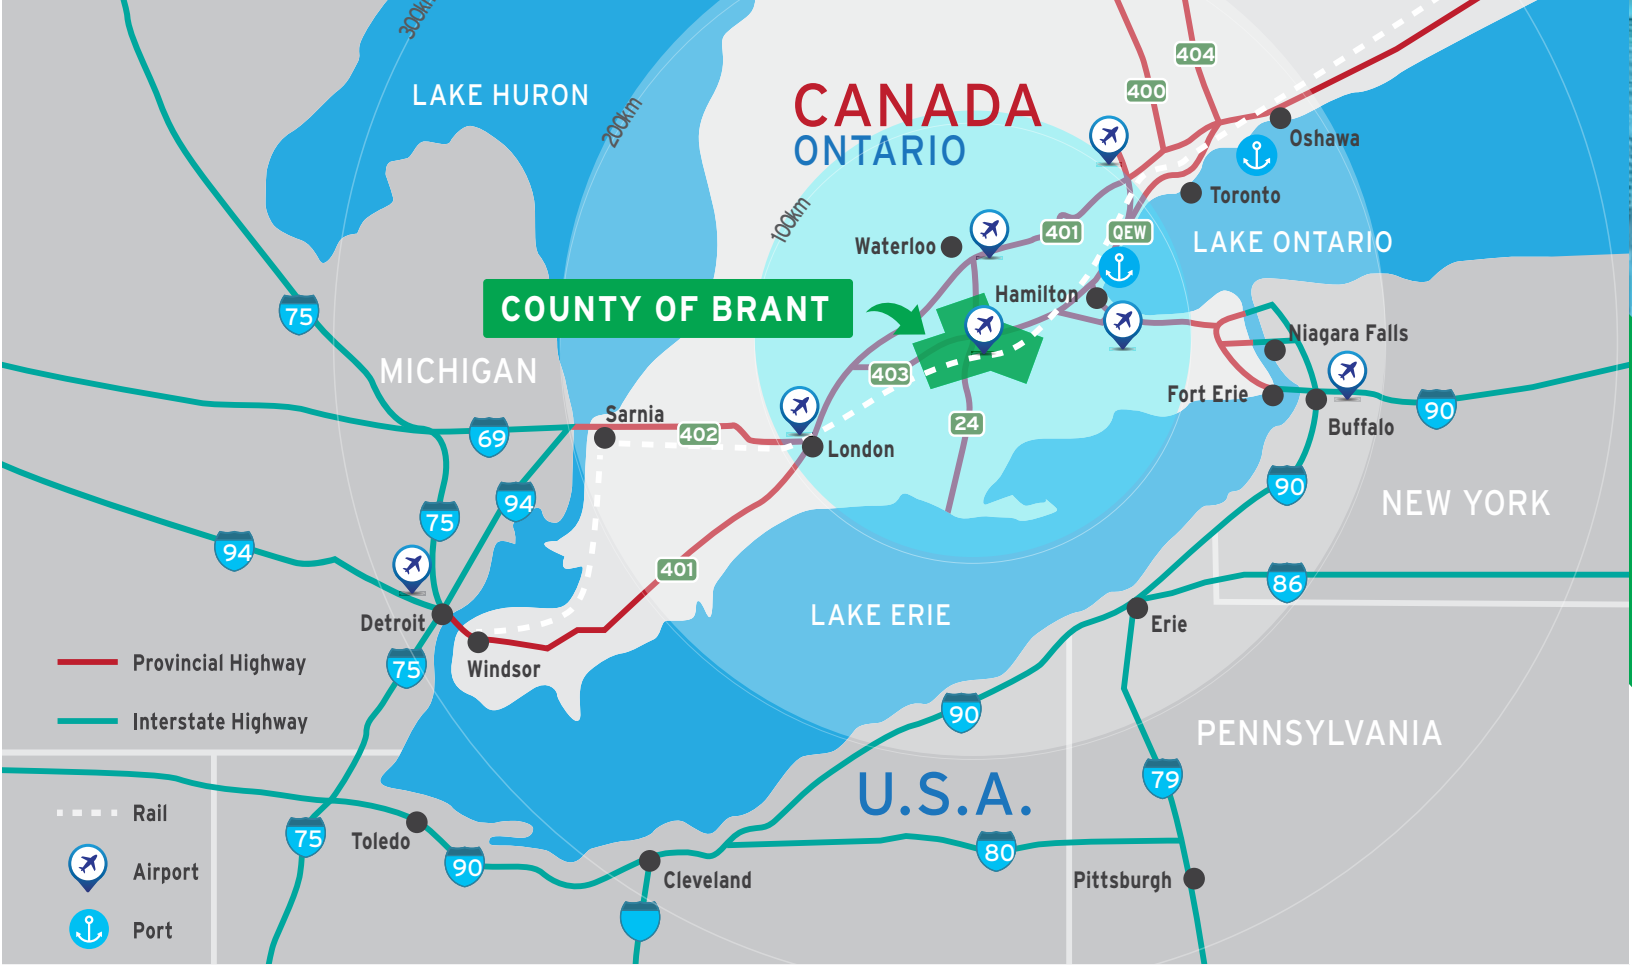 300km
404
LAKE HURON
400
CANADA
200km
Oshawa
ONTARIO
Toronto
100km
401
QEW
Waterloo
LAKE ONTARIO
Hamilton
COUNTY OF BRANT
75
Niagara Falls
MICHIGAN
403
Fort Erie
90
Sarnia
24
Buffalo
69
402
London
90
94
NEW YORK
75
94
401
86
LAKE ERIE
Detroit
Erie
Provincial Highway
75
Windsor
90
Interstate Highway
PENNSYLVANIA
79
U.S.A.
Rail
75
Toledo
80
90
Airport
Cleveland
Pittsburgh
Port